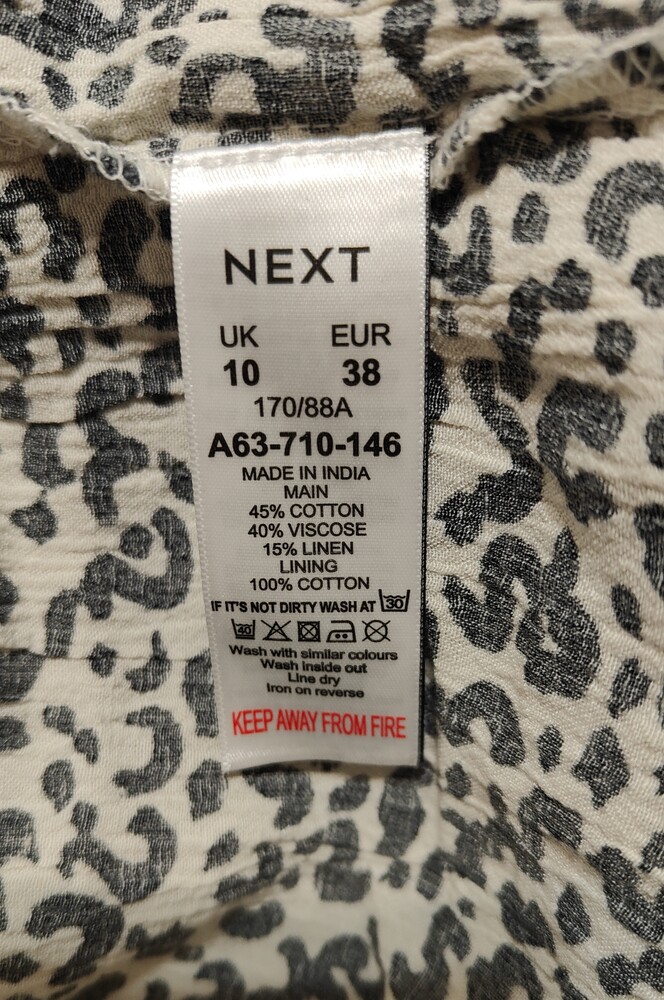 NEXT
UK EUR
10 38
170/88A
A63-710-146
MADE IN INDIA
MAIN
45% COTTON
40% VISCOSE
15% LINEN
LINING
100% COTTON
IF IT'S NOT DIRTY WASH AT 30
40
Wash with similar colours
Wash inside out
Line dry
Iron on reverse
KEEP AWAY FROM FIRE